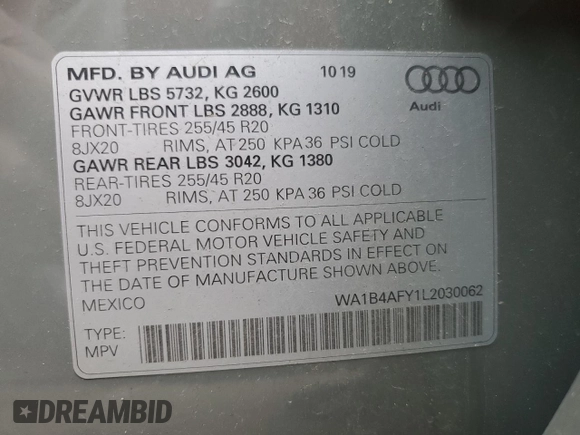 MFD. BY AUDI AG 10 19
GVWR LBS 5732, KG 2600
GAWR FRONT LBS 2888, KG 1310
FRONT-TIRES 255/45 R20
8JX20 RIMS, AT 250 KPA 36 PSI COLD
GAWR REAR LBS 3042, KG 1380
REAR-TIRES 255/45 R20
8JX20 RIMS, AT 250 KPA 36 PSI COLD
Audi
THIS VEHICLE CONFORMS TO ALL APPLICABLE
U.S. FEDERAL MOTOR VEHICLE SAFETY AND
THEFT PREVENTION STANDARDS IN EFFECT ON
THE DATE OF MANUFACTURE SHOWN ABOVE.
MEXICO WA1B4AFY1L2030062
TYPE:
MPV
DREAMBID